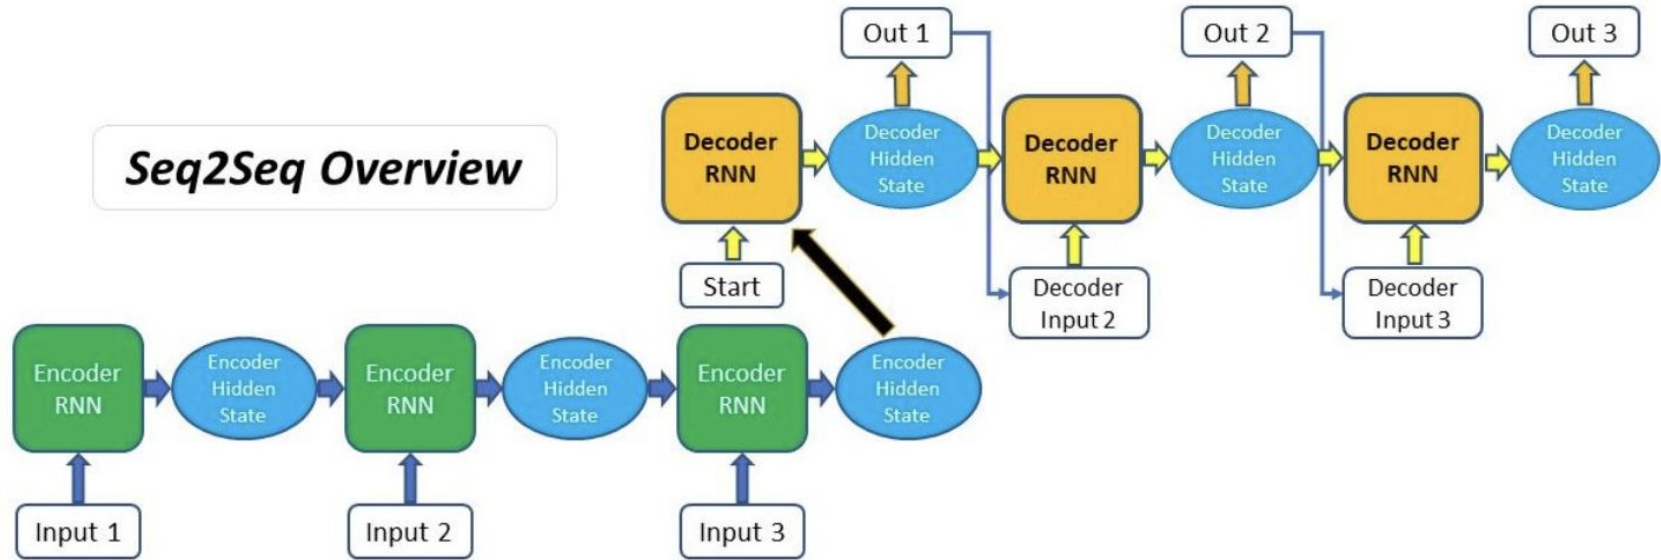 Out 1
Out 2
Out 3
Seq2Seq Overview
Decoder
RNN
Decoder
Hidden
State
Decoder
RNN
Decoder
Hidden
State
Decoder
RNN
Decoder
Hidden
State
Start
Decoder
Input 2
Decoder
Input 3
Encoder
RNN
Encoder
Hidden
State
Encoder
RNN
Encoder
Hidden
State
Encoder
RNN
Encoder
Hidden
State
Input 1
Input 2
Input 3